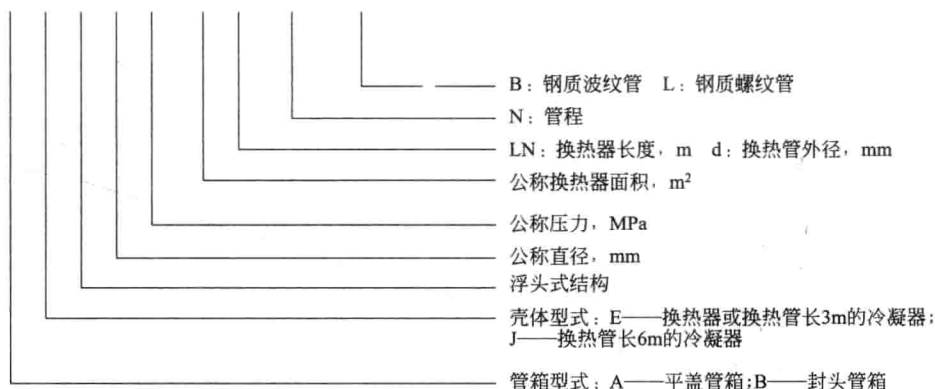 B：钢质波纹管 L：钢质螺纹管
N：管程
LN：换热器长度，m d：换热管外径，mm
公称换热器面积，m²
公称压力，MPa
公称直径，mm
浮头式结构
壳体型式：E——换热器或换热管长3m的冷凝器；
J——换热管长6m的冷凝器
管箱型式：A——平盖管箱;B——封头管箱